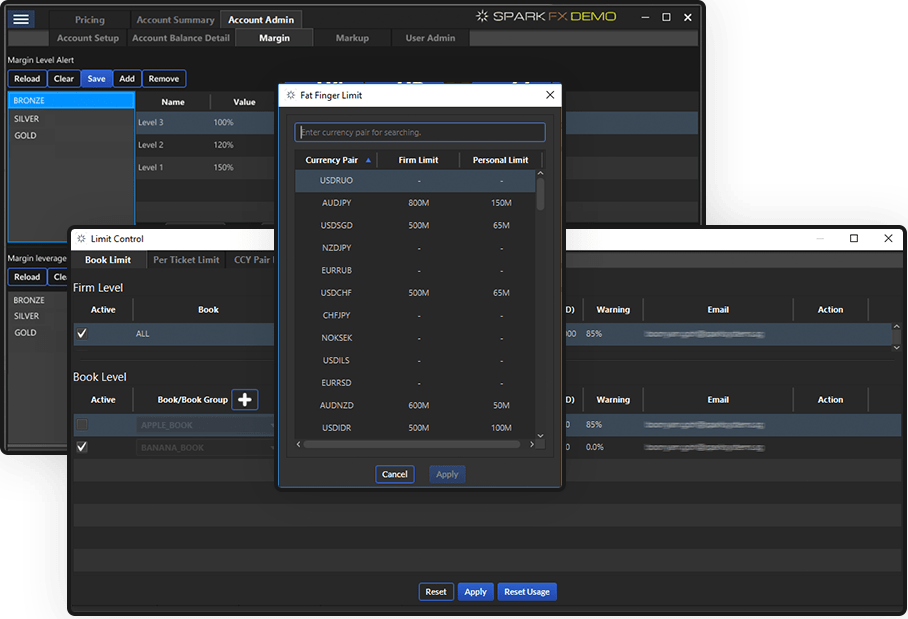 Pricing Account Summary Account Admin SPARK FX DEMO
Account Setup Account Balance Detail Margin Markup User Admin
Margin Level Alert
Reload Clear Save Add Remove
BRONZE
SILVER
GOLD
Name Value
Level 3 100%
Level 2 120%
Level 1 150%
Margin leverage
Reload
BRONZE
SILVER
GOLD
Limit Control
Book Limit Per Ticket Limit CCY Pair
Firm Level
Active Book D) Warning Email Action
ALL 00 85%
Book Level
Active Book/Book Group D) Warning Email Action
APPLE_BOOK 0 85%
BANANA_BOOK 0 0.0%
Reset Apply Reset Usage
Fat Finger Limit
Enter currency pair for searching.
Currency Pair Firm Limit Personal Limit
USDRUO - -
AUDJPY 800M 150M
USDSGD 500M 65M
NZDJPY - -
EURRUB - -
USDCHF 500M 65M
CHFJPY - -
NOKSEK - -
USDILS - -
EURRSD - -
AUDNZD 600M 50M
USDIDR 500M 100M
Cancel Apply